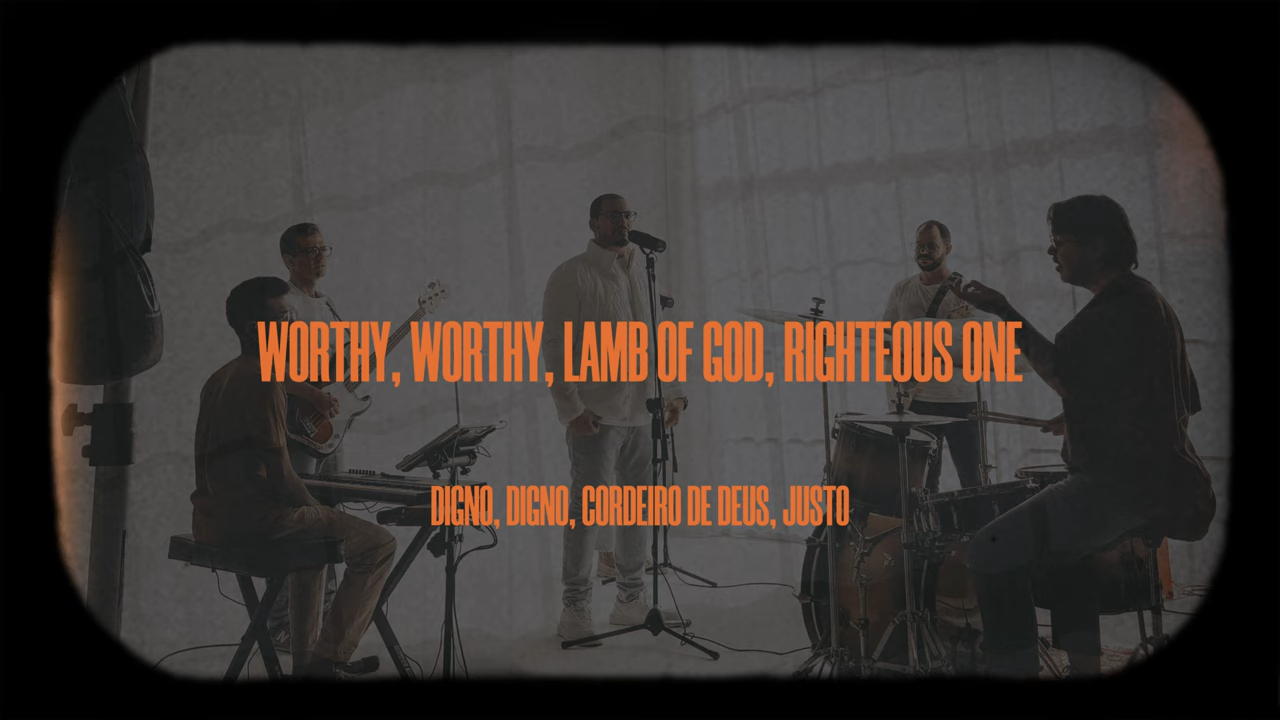 WORTHY, WORTHY, LAMB OF GOD, RIGHTEOUS ONE
DIGNO, DIGNO, CORDEIRO DE DEUS, JUSTO